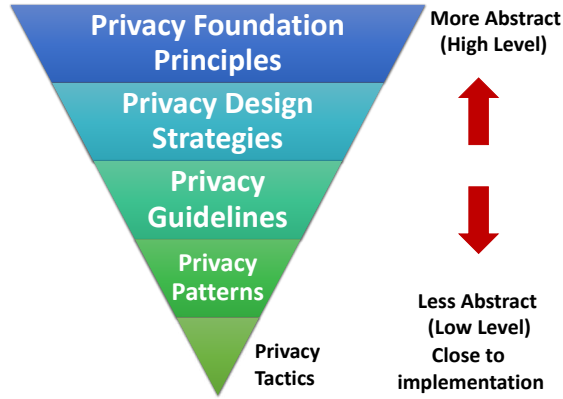 Privacy Foundation
Principles
Privacy Design
Strategies
Privacy
Guidelines
Privacy
Patterns
Privacy
Tactics
More Abstract
(High Level)
Less Abstract
(Low Level)
Close to
implementation